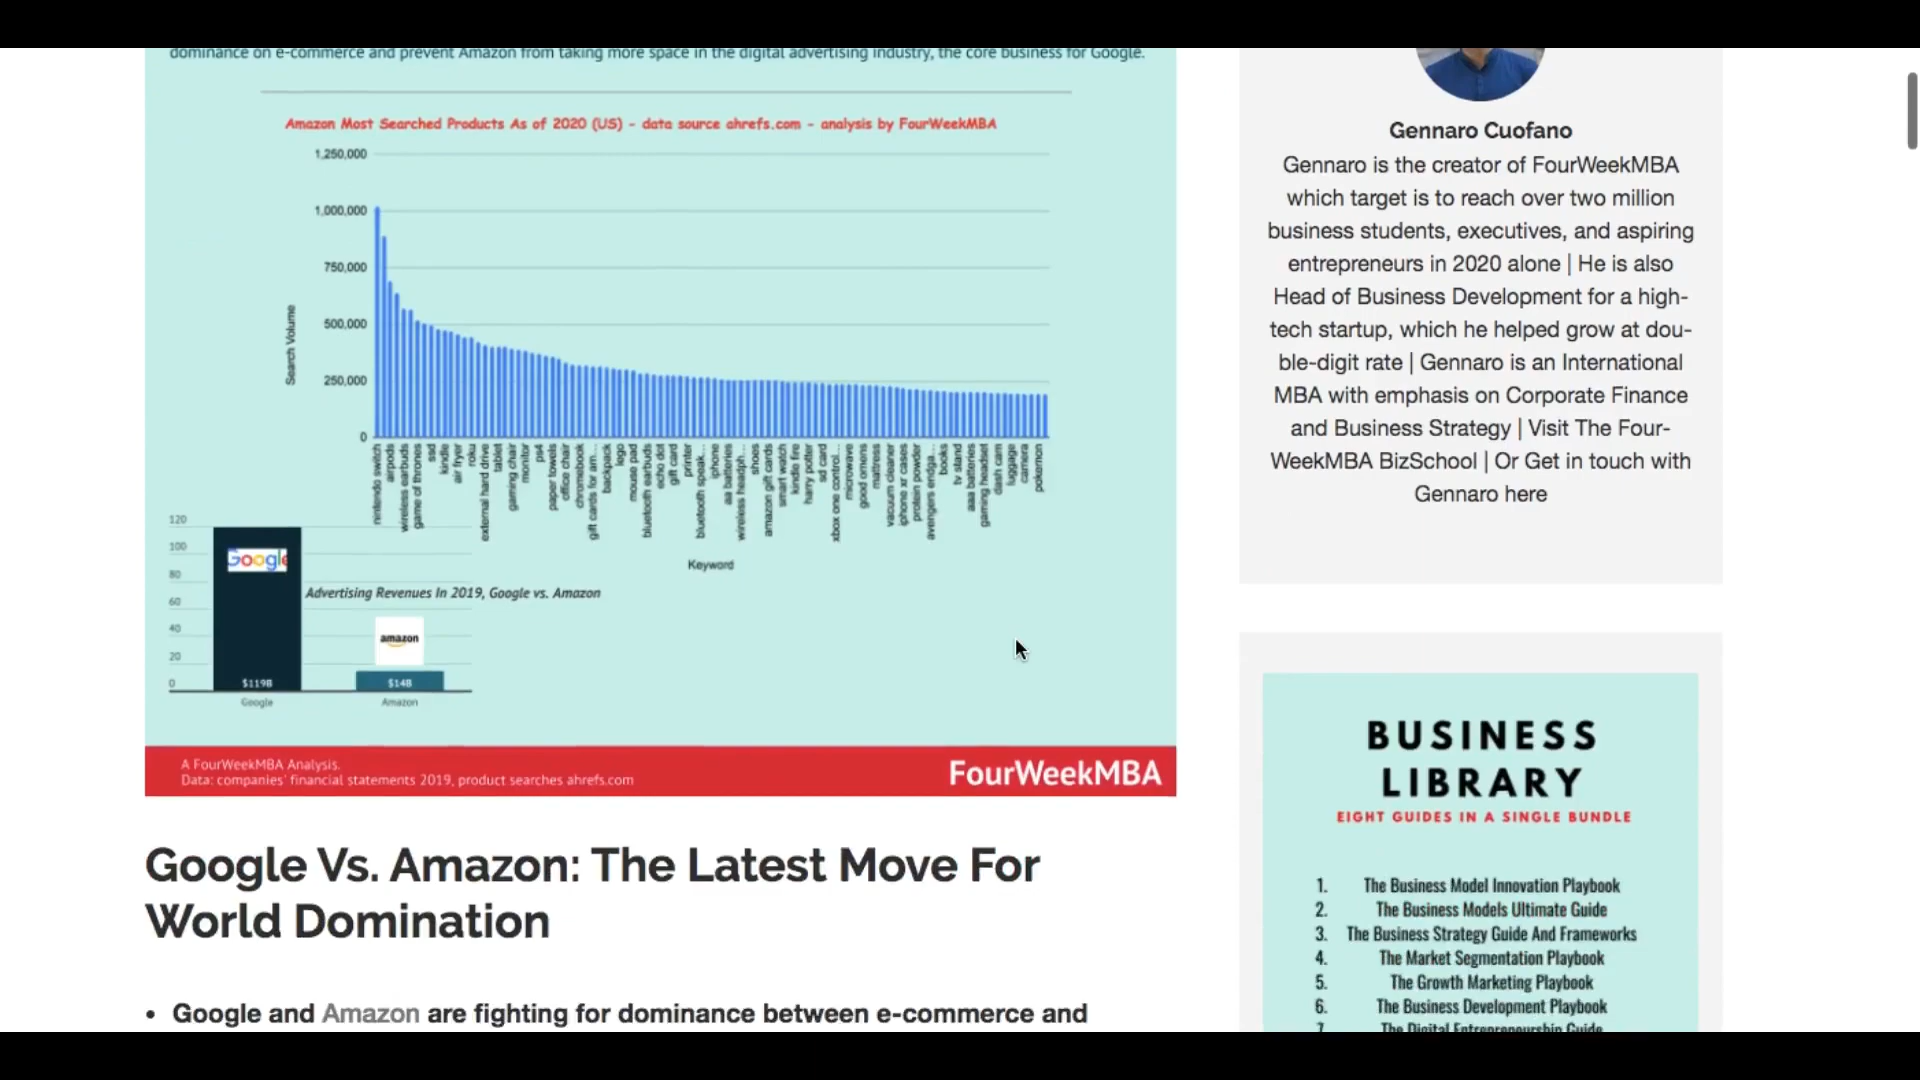 dominance on e-commerce and prevent Amazon from taking more space in the digital advertising industry, the core business for Google.
Amazon Most Searched Products As of 2020 (US) - data source ahrefs.com - analysis by FourWeekMBA
1,250,000
1,000,000
750,000
500,000
250,000
0
Search Volume
nintendo switch
airpods
wireless earbuds
game of thrones
ssd
kindle
air fryer
roku
external hard drive
tablet
gaming chair
monitor
ps4
paper towels
office chair
chromebook
gift cards for am...
backpack
lego
mouse pad
bluetooth earbuds
echo dot
gift card
printer
bluetooth speak...
iphone
aa batteries
wireless headph...
shoes
amazon gift cards
smart watch
kindle fire
harry potter
sd card
xbox one control...
microwave
good omens
mattress
vacuum cleaner
iphone xr cases
protein powder
avengers endga...
books
tv stand
aaa batteries
gaming headset
dash cam
luggage
camera
pokemon
Keyword
120
100
80
60
40
20
0
Google
Advertising Revenues In 2019, Google vs. Amazon
amazon
$119B
$14B
Google
Amazon
A FourWeekMBA Analysis.
Data: companies' financial statements 2019, product searches ahrefs.com
FourWeekMBA
Google Vs. Amazon: The Latest Move For
World Domination
• Google and Amazon are fighting for dominance between e-commerce and
Gennaro Cuofano
Gennaro is the creator of FourWeekMBA
which target is to reach over two million
business students, executives, and aspiring
entrepreneurs in 2020 alone | He is also
Head of Business Development for a high-
tech startup, which he helped grow at dou-
ble-digit rate | Gennaro is an International
MBA with emphasis on Corporate Finance
and Business Strategy | Visit The Four-
WeekMBA BizSchool | Or Get in touch with
Gennaro here
BUSINESS
LIBRARY
EIGHT GUIDES IN A SINGLE BUNDLE
1. The Business Model Innovation Playbook
2. The Business Models Ultimate Guide
3. The Business Strategy Guide And Frameworks
4. The Market Segmentation Playbook
5. The Growth Marketing Playbook
6. The Business Development Playbook
7. The Digital Entrepreneurship Guide